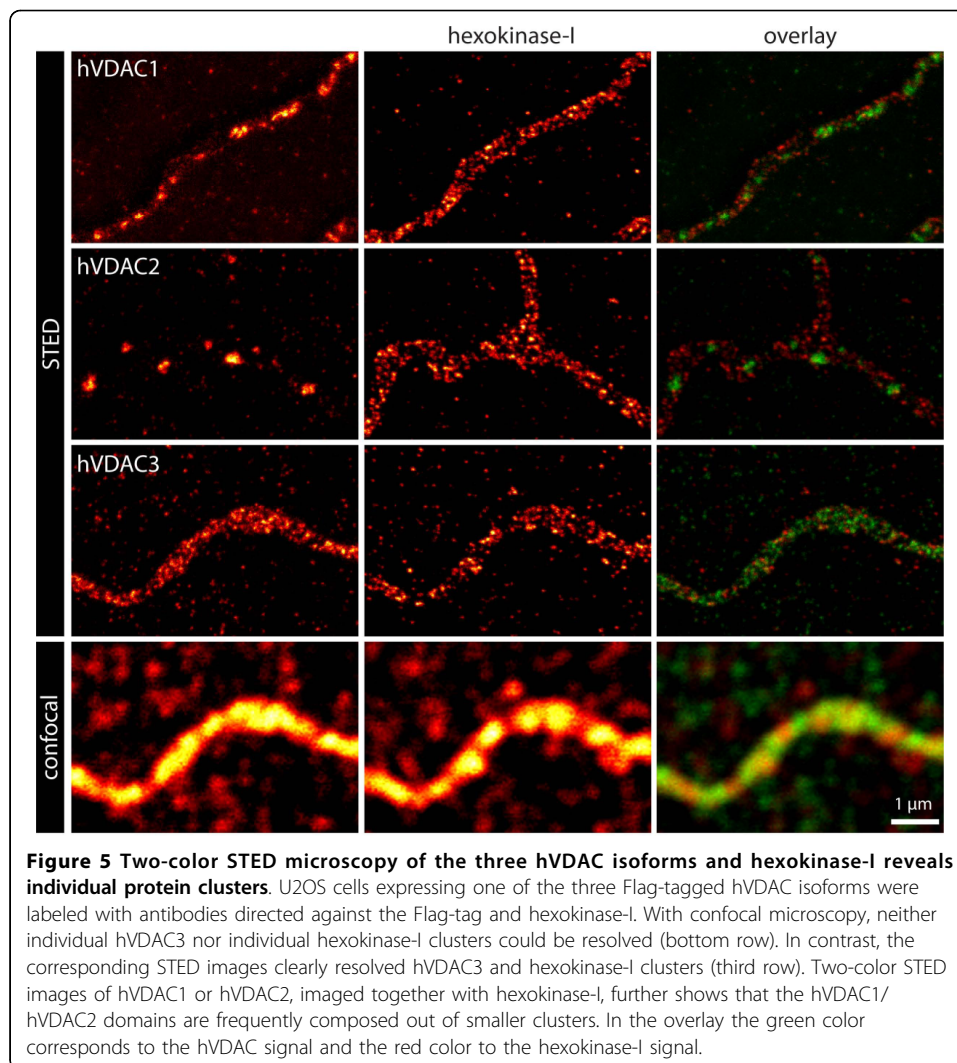 hexokinase-I
overlay
hVDAC1
hVDAC2
STED
hVDAC3
confocal
1 µm
Figure 5 Two-color STED microscopy of the three hVDAC isoforms and hexokinase-I reveals
individual protein clusters. U2OS cells expressing one of the three Flag-tagged hVDAC isoforms were
labeled with antibodies directed against the Flag-tag and hexokinase-I. With confocal microscopy, neither
individual hVDAC3 nor individual hexokinase-I clusters could be resolved (bottom row). In contrast, the
corresponding STED images clearly resolved hVDAC3 and hexokinase-I clusters (third row). Two-color STED
images of hVDAC1 or hVDAC2, imaged together with hexokinase-I, further shows that the hVDAC1/
hVDAC2 domains are frequently composed out of smaller clusters. In the overlay the green color
corresponds to the hVDAC signal and the red color to the hexokinase-I signal.